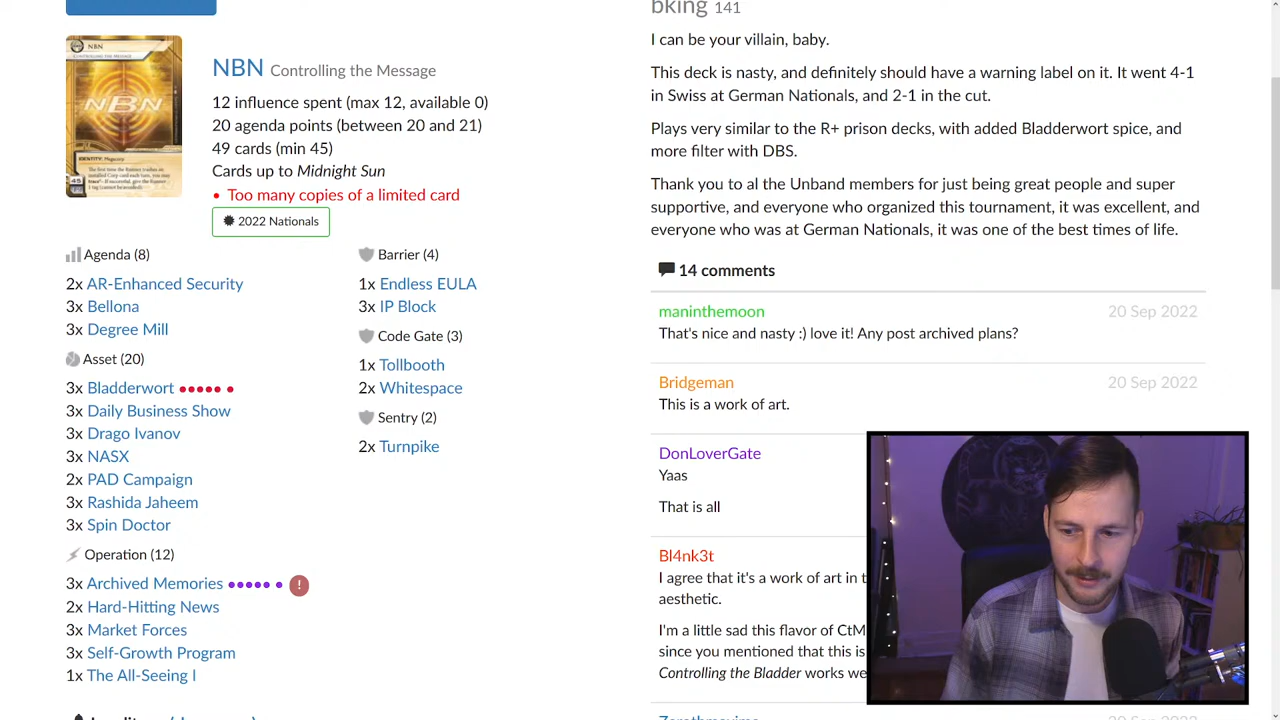 NBN Controlling the Message
12 influence spent (max 12, available 0)
20 agenda points (between 20 and 21)
49 cards (min 45)
Cards up to Midnight Sun
• Too many copies of a limited card
2022 Nationals
Agenda (8)
2x AR-Enhanced Security
3x Bellona
3x Degree Mill
Asset (20)
3x Bladderwort
3x Daily Business Show
3x Drago Ivanov
3x NASX
2x PAD Campaign
3x Rashida Jaheem
3x Spin Doctor
Operation (12)
3x Archived Memories
2x Hard-Hitting News
3x Market Forces
3x Self-Growth Program
1x The All-Seeing I
Barrier (4)
1x Endless EULA
3x IP Block
Code Gate (3)
1x Tollbooth
2x Whitespace
Sentry (2)
2x Turnpike
bking 141
I can be your villain, baby.
This deck is nasty, and definitely should have a warning label on it. It went 4-1
in Swiss at German Nationals, and 2-1 in the cut.
Plays very similar to the R+ prison decks, with added Bladderwort spice, and
more filter with DBS.
Thank you to al the Unband members for just being great people and super
supportive, and everyone who organized this tournament, it was excellent, and
everyone who was at German Nationals, it was one of the best times of life.
14 comments
maninthemoon 20 Sep 2022
That's nice and nasty :) love it! Any post archived plans?
Bridgeman 20 Sep 2022
This is a work of art.
DonLoverGate
Yaas
That is all
Bl4nk3t
I agree that it's a work of art in t
aesthetic.
I'm a little sad this flavor of CtM
since you mentioned that this is
Controlling the Bladder works we